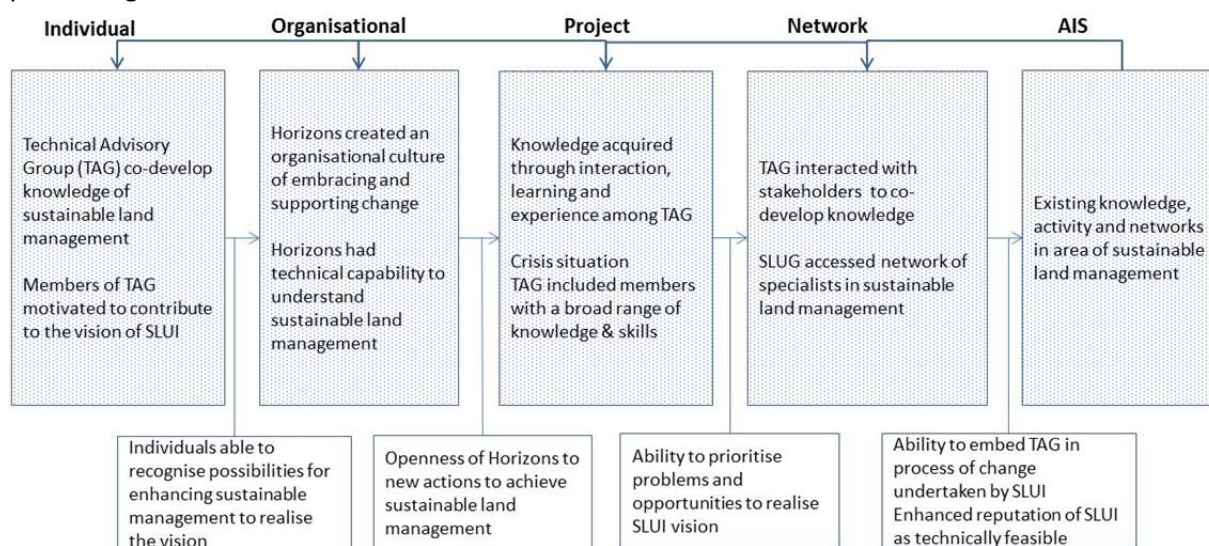 Individual
Organisational
Project
Network
AIS
Technical Advisory
Group (TAG) co-develop
knowledge of
sustainable land
management
Members of TAG
motivated to contribute
to the vision of SLUI
Horizons created an
organisational culture
of embracing and
supporting change
Horizons had
technical capability to
understand
sustainable land
management
Knowledge acquired
through interaction,
learning and
experience among TAG
Crisis situation
TAG included members
with a broad range of
knowledge & skills
TAG interacted with
stakeholders to co-
develop knowledge
SLUG accessed network of
specialists in sustainable
land management
Existing knowledge,
activity and networks
in area of sustainable
land management
Individuals able to
recognise possibilities for
enhancing sustainable
management to realise
the vision
Openness of Horizons to
new actions to achieve
sustainable land
management
Ability to prioritise
problems and
opportunities to realise
SLUI vision
Ability to embed TAG in
process of change
undertaken by SLUI
Enhanced reputation of SLUI
as technically feasible